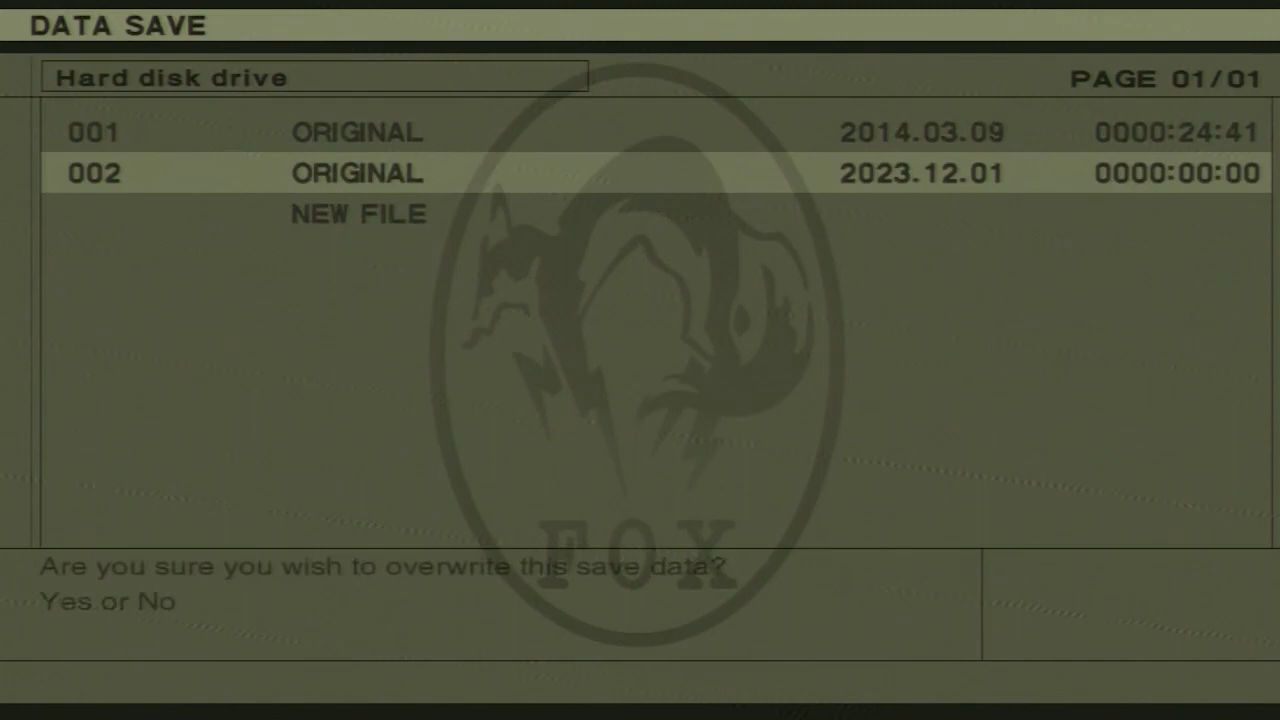 DATA SAVE
Hard disk drive PAGE 01/01
001 ORIGINAL 2014.03.09 0000:24:41
002 ORIGINAL 2023.12.01 0000:00:00
NEW FILE
FOX
Are you sure you wish to overwrite this save data?
Yes or No